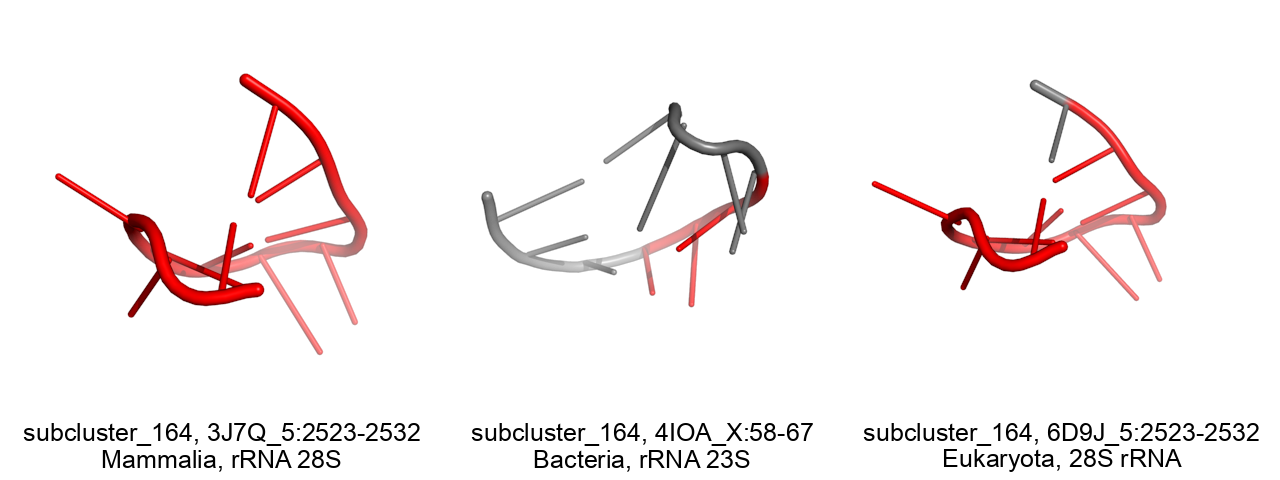 subcluster_164, 3J7Q_5:2523-2532
Mammalia, rRNA 28S
subcluster_164, 4IOA_X:58-67
Bacteria, rRNA 23S
subcluster_164, 6D9J_5:2523-2532
Eukaryota, 28S rRNA